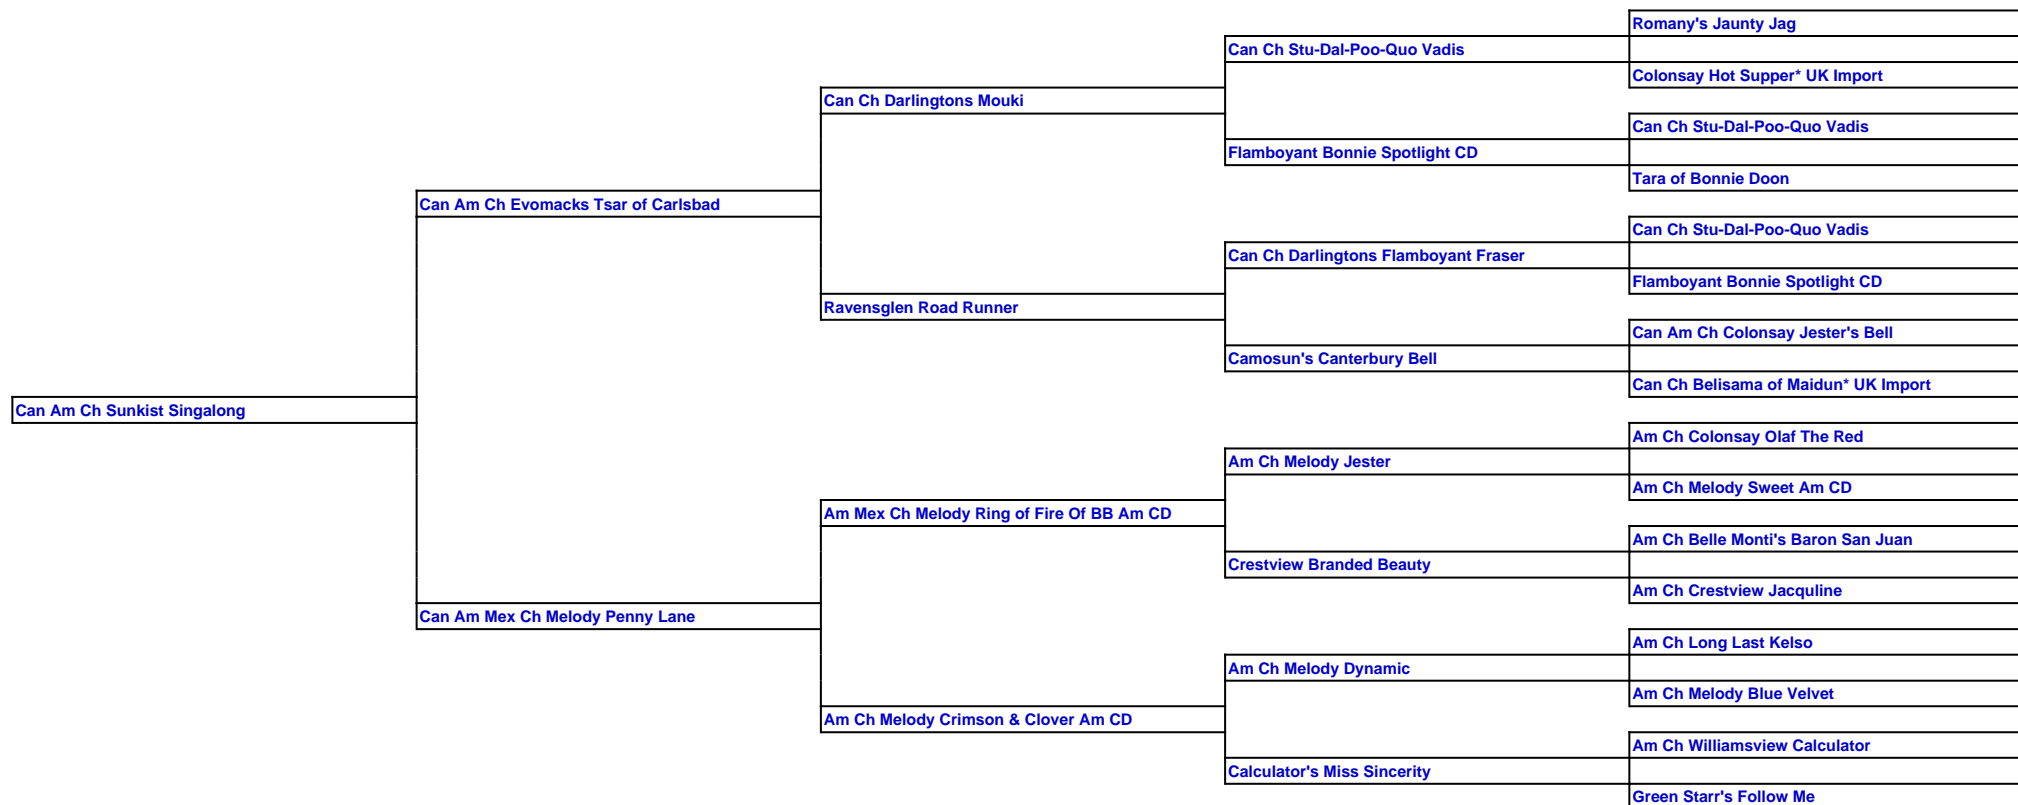 Romany's Jaunty Jag
Can Ch Stu-Dal-Poo-Quo Vadis
Colonsay Hot Supper* UK Import
Can Ch Darlingtons Mouki
Can Ch Stu-Dal-Poo-Quo Vadis
Flamboyant Bonnie Spotlight CD
Tara of Bonnie Doon
Can Am Ch Evomacks Tsar of Carlsbad
Can Ch Stu-Dal-Poo-Quo Vadis
Can Ch Darlingtons Flamboyant Fraser
Flamboyant Bonnie Spotlight CD
Ravensglen Road Runner
Can Am Ch Colonsay Jester's Bell
Camosun's Canterbury Bell
Can Ch Belisama of Maidun* UK Import
Can Am Ch Sunkist Singalong
Am Ch Colonsay Olaf The Red
Am Ch Melody Jester
Am Ch Melody Sweet Am CD
Am Mex Ch Melody Ring of Fire Of BB Am CD
Am Ch Belle Monti's Baron San Juan
Crestview Branded Beauty
Am Ch Crestview Jacquline
Can Am Mex Ch Melody Penny Lane
Am Ch Long Last Kelso
Am Ch Melody Dynamic
Am Ch Melody Blue Velvet
Am Ch Melody Crimson & Clover Am CD
Am Ch Williamsview Calculator
Calculator's Miss Sincerity
Green Starr's Follow Me